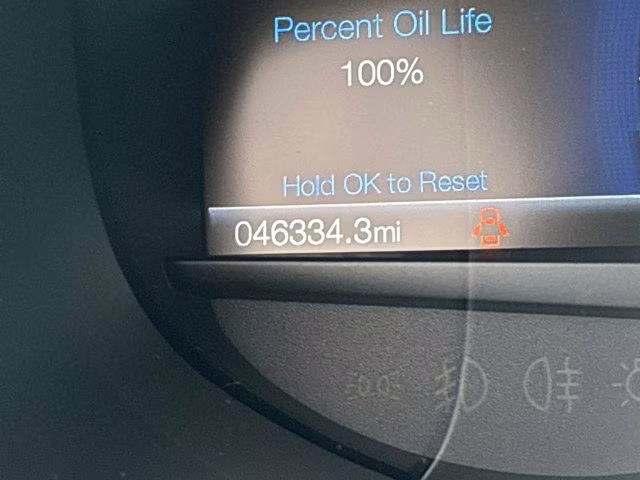 Percent Oil Life
100%
Hold OK to Reset
046334.3mi